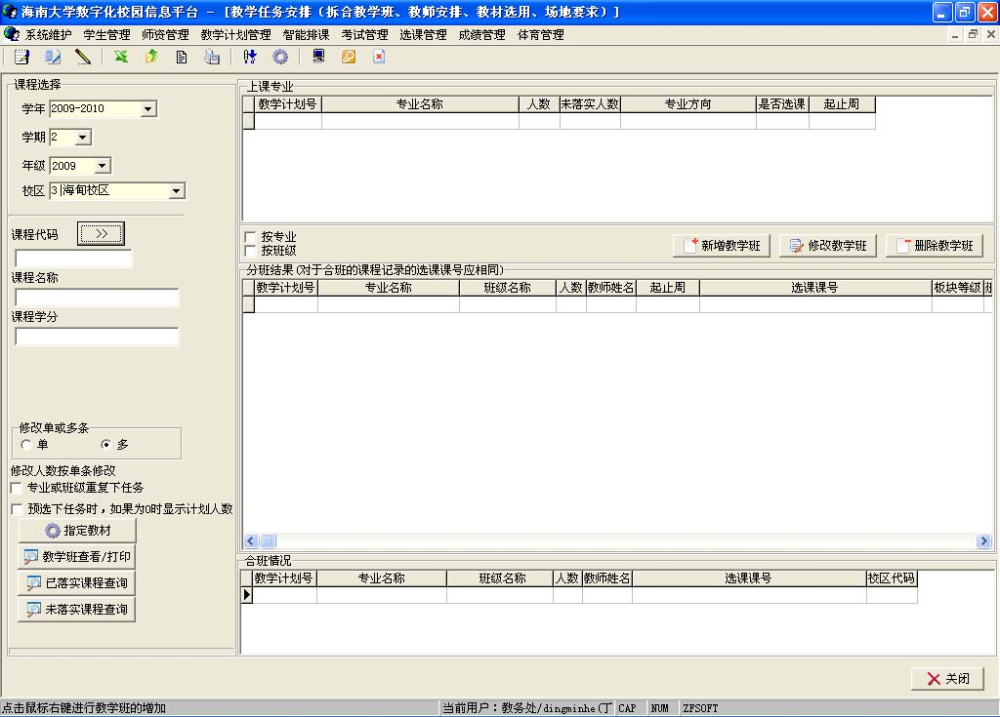 海南大学数字化校园信息平台 - [教学任务安排（拆合教学班、教师安排、教材选用、场地要求）]
系统维护 学生管理 师资管理 教学计划管理 智能排课 考试管理 选课管理 成绩管理 体育管理
课程选择
学年 2009-2010
学期 2
年级 2009
校区 3|海甸校区
课程代码 >>
课程名称
课程学分
修改单或多条
单 多
修改人数按单条修改
专业或班级重复下任务
预选下任务时，如果为0时显示计划人数
指定教材
教学班查看/打印
已落实课程查询
未落实课程查询
上课专业
教学计划号 专业名称 人数 未落实人数 专业方向 是否选课 起止周
按专业
按班级
新增教学班 修改教学班 删除教学班
分班结果(对于合班的课程记录的选课课号应相同)
教学计划号 专业名称 班级名称 人数 教师姓名 起止周 选课课号 板块等级
合班情况
教学计划号 专业名称 班级名称 人数 教师姓名 选课课号 校区代码
关闭
点击鼠标右键进行教学班的增加 当前用户：教务处/dingminhe(丁 CAP NUM ZFSOFT